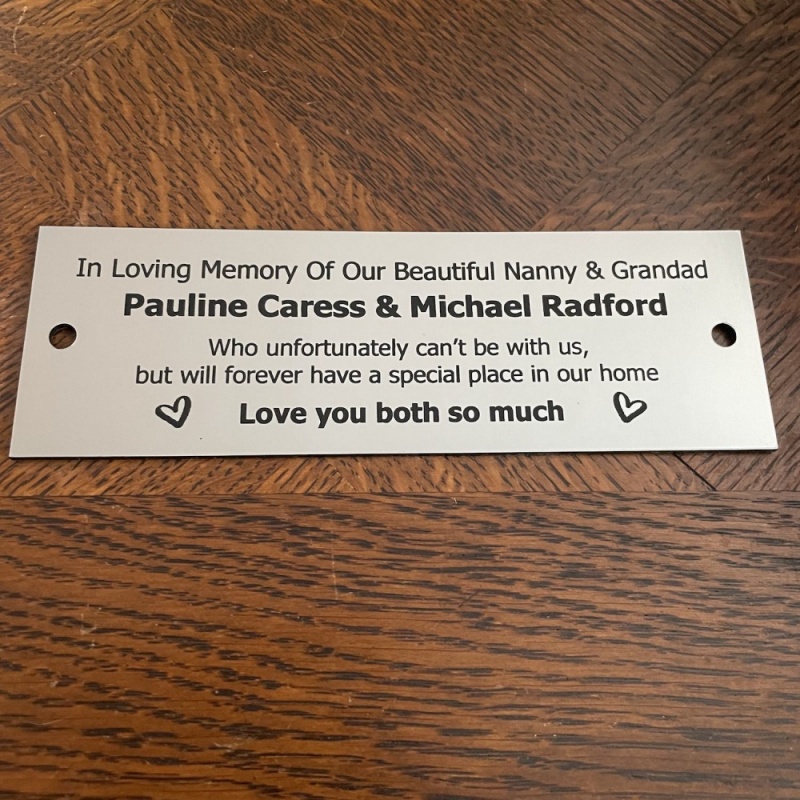 In Loving Memory Of Our Beautiful Nanny & Grandad
Pauline Caress & Michael Radford
Who unfortunately can't be with us,
but will forever have a special place in our home
Love you both so much